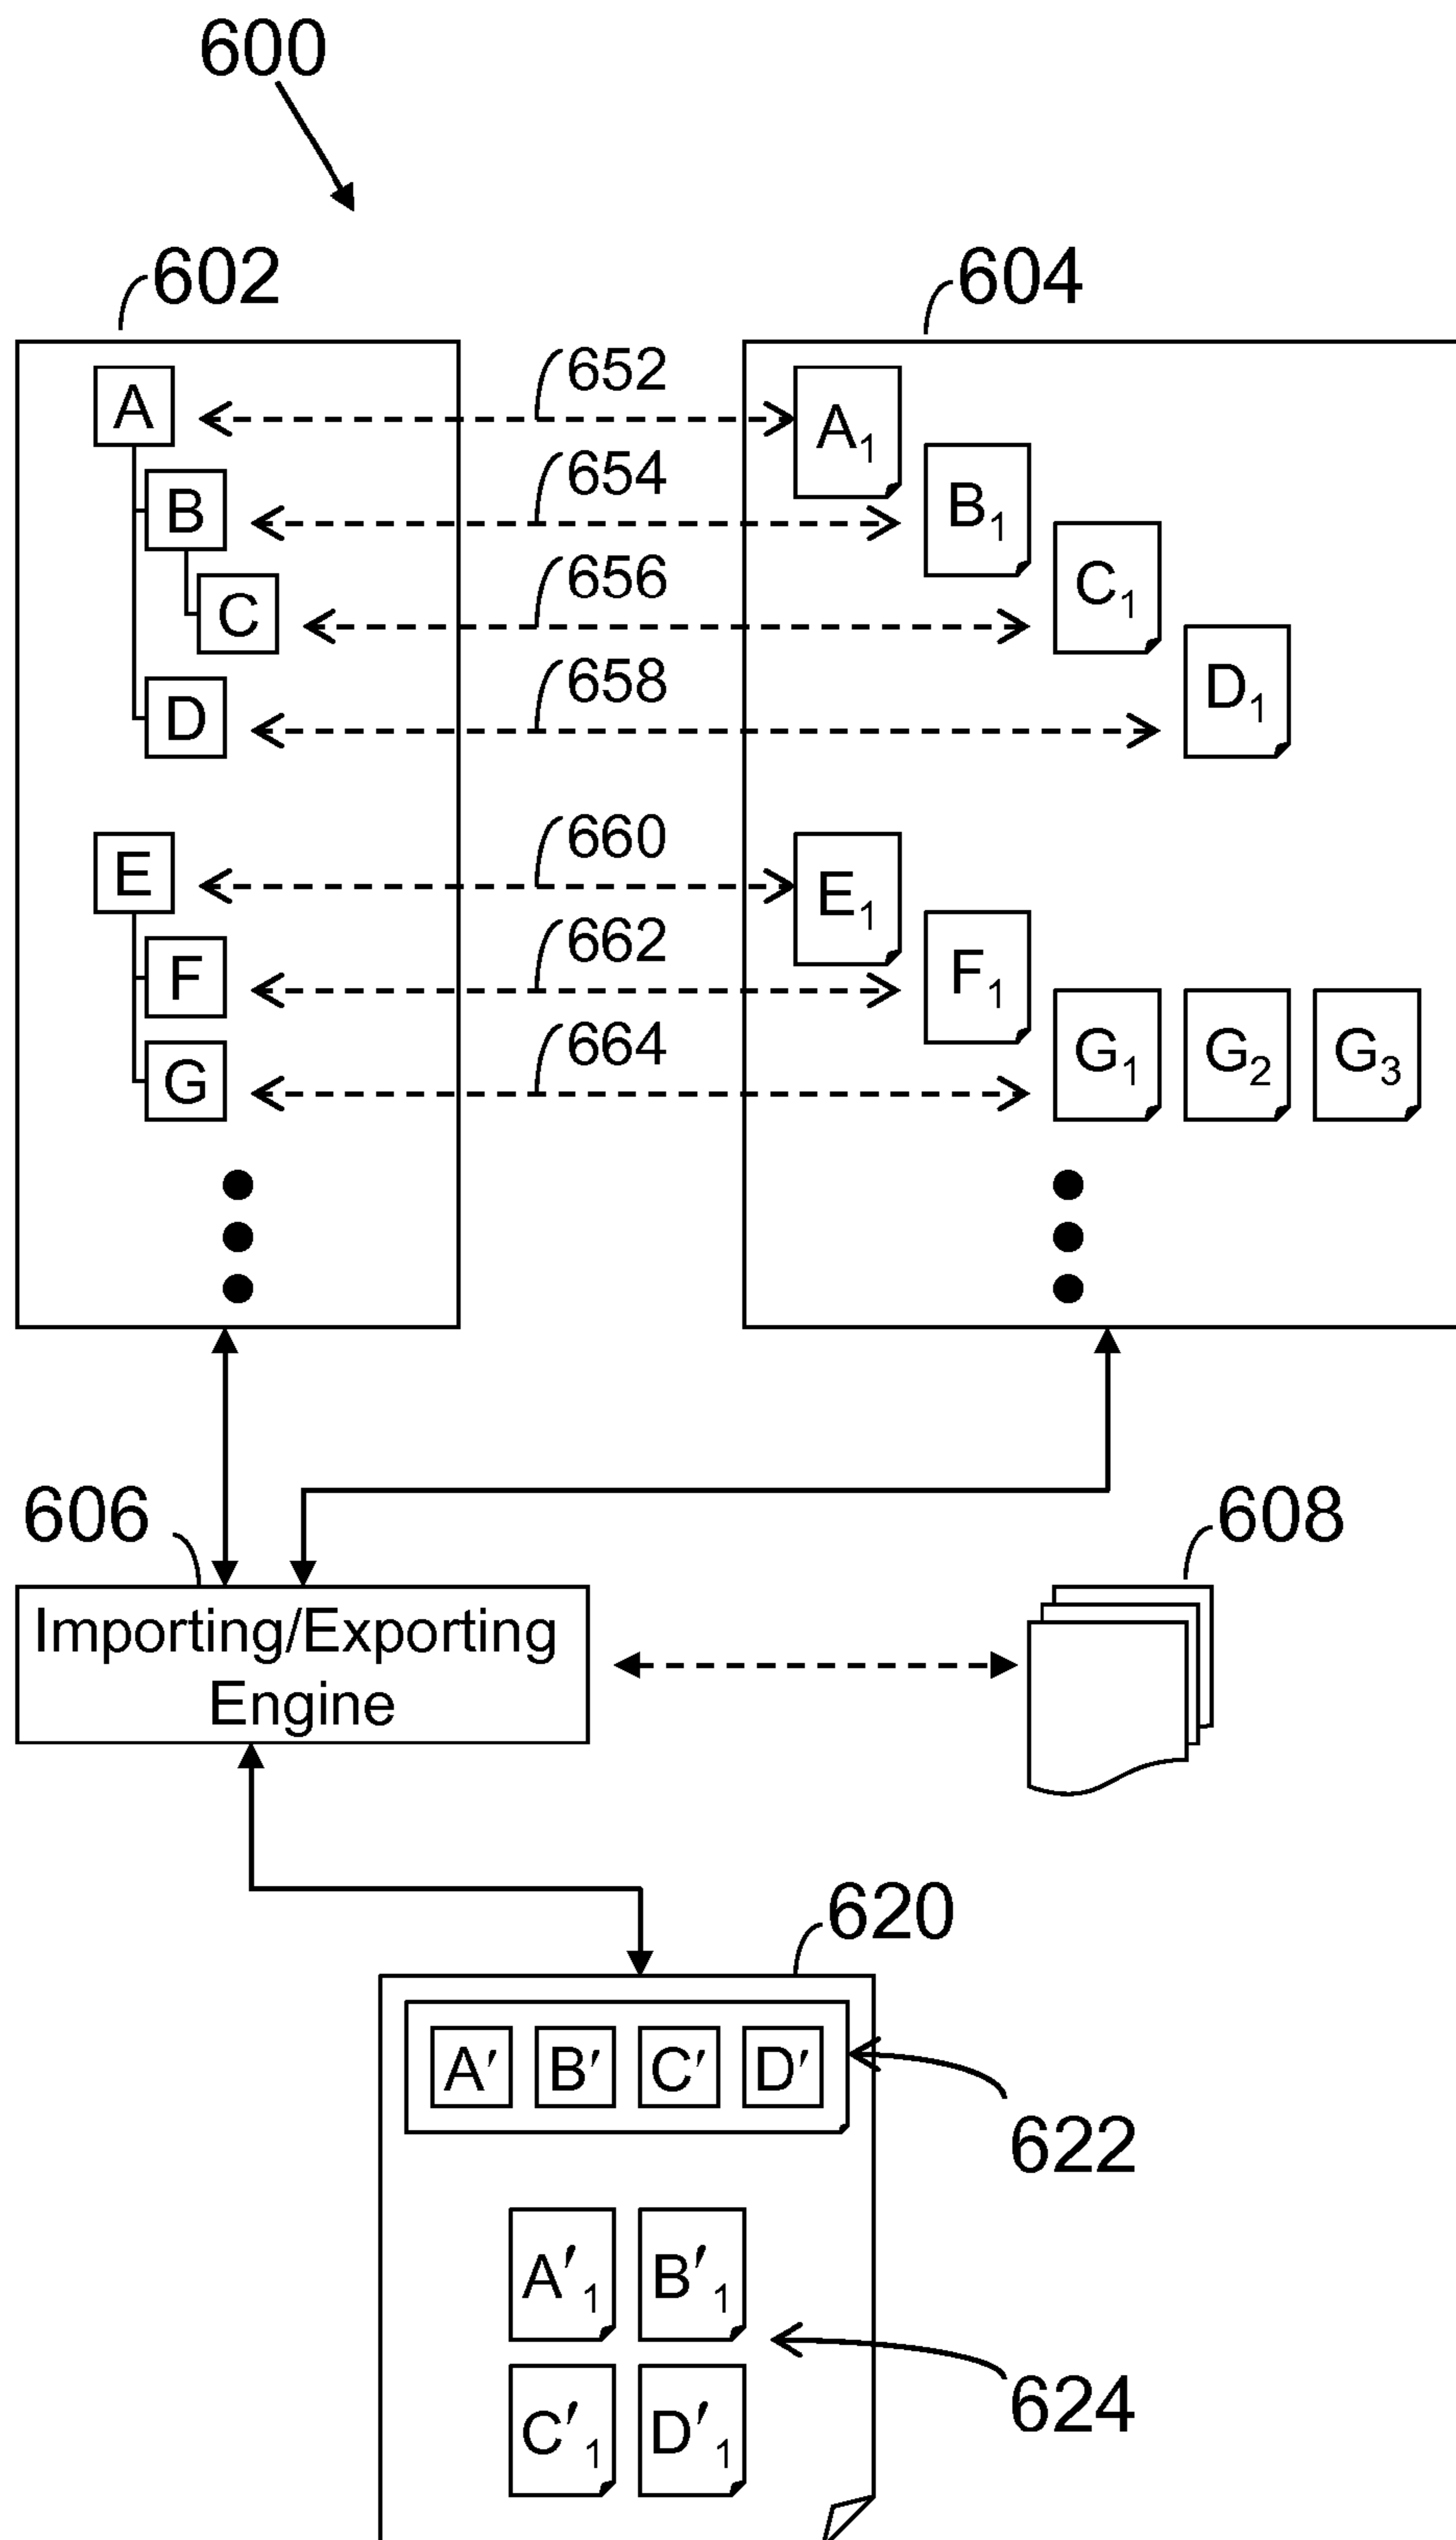 600
602
604
A
652
A₁
B
654
B₁
C
656
C₁
D
658
D₁
E
660
E₁
F
662
F₁
G
664
G₁ G₂ G₃
606
608
Importing/Exporting
Engine
620
A′ B′ C′ D′
622
A′₁ B′₁
C′₁ D′₁
624